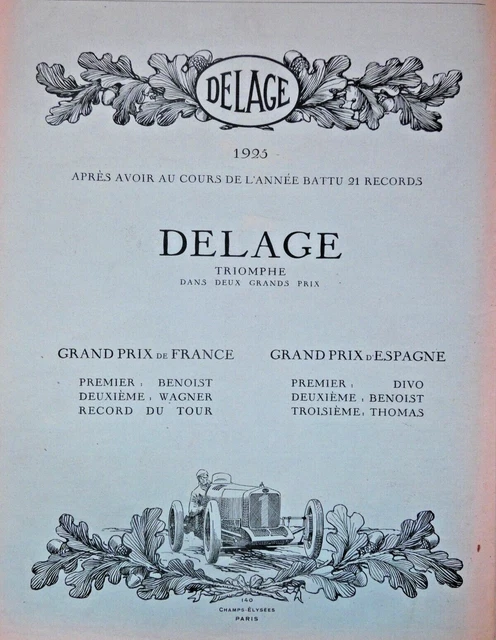 DELAGE
1925
APRÈS AVOIR AU COURS DE L'ANNÉE BATTU 21 RECORDS
DELAGE
TRIOMPHE
DANS DEUX GRANDS PRIX
GRAND PRIX DE FRANCE
PREMIER : BENOIST
DEUXIÈME : WAGNER
RECORD DU TOUR
GRAND PRIX D'ESPAGNE
PREMIER : DIVO
DEUXIÈME : BENOIST
TROISIÈME : THOMAS
1
140
CHAMPS-ÉLYSÉES
PARIS